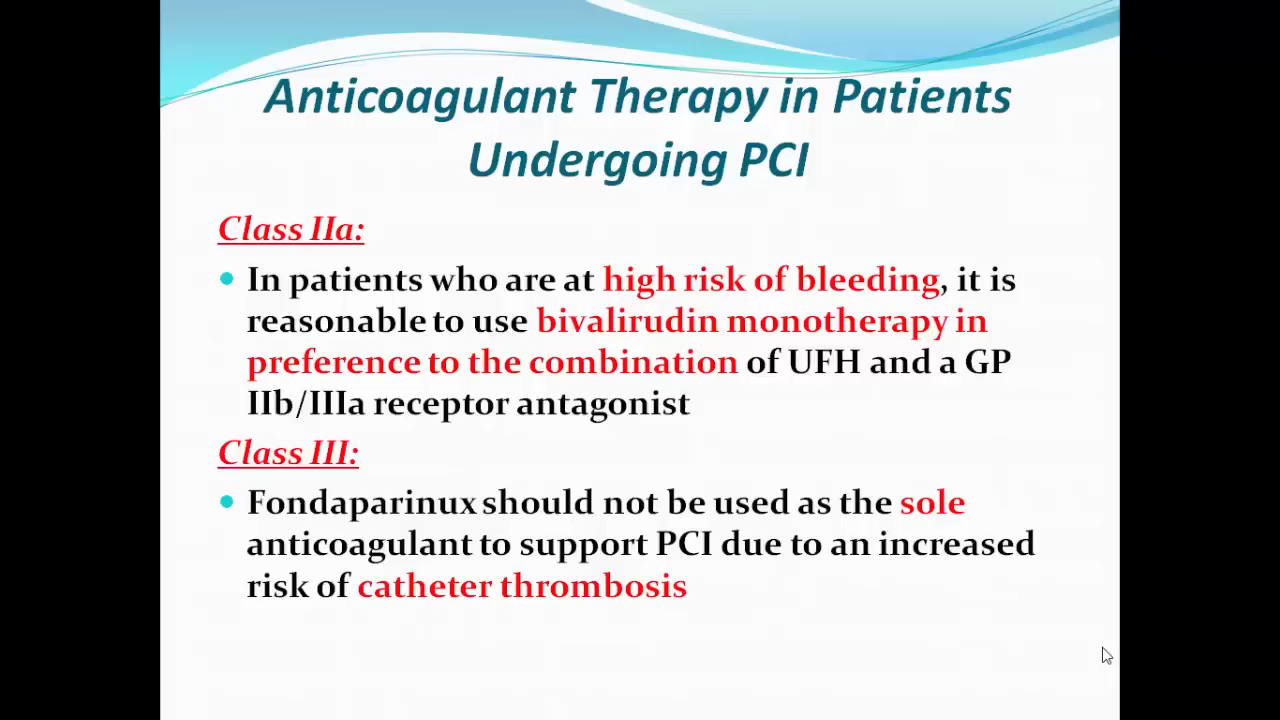 Anticoagulant Therapy in Patients
Undergoing PCI
Class IIa:
• In patients who are at high risk of bleeding, it is
reasonable to use bivalirudin monotherapy in
preference to the combination of UFH and a GP
IIb/IIIa receptor antagonist
Class III:
• Fondaparinux should not be used as the sole
anticoagulant to support PCI due to an increased
risk of catheter thrombosis